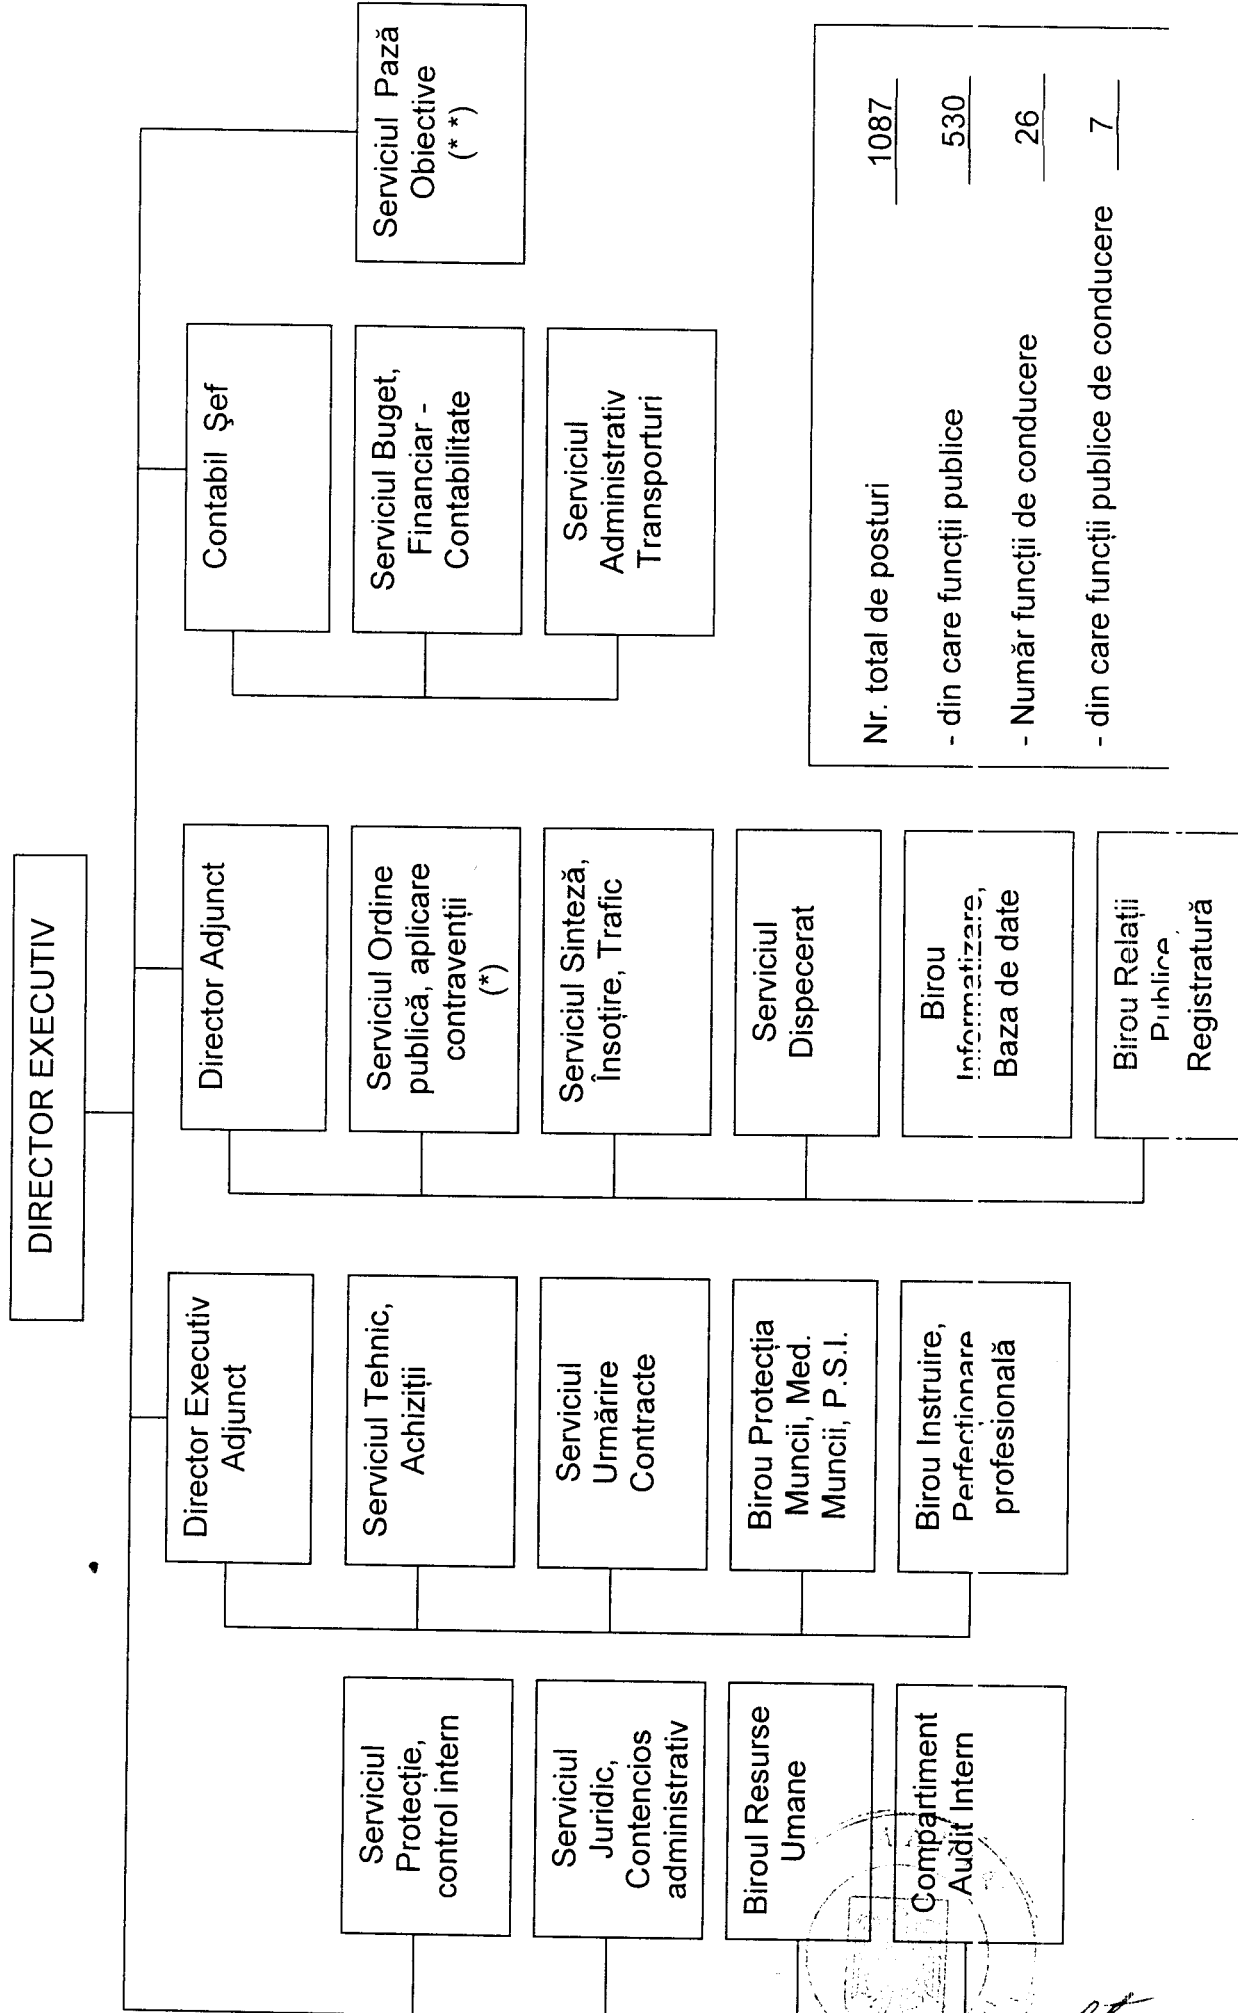 DIRECTOR EXECUTIV
Serviciul
Protecție,
control intern
Serviciul
Juridic,
Contencios
administrativ
Biroul Resurse
Umane
Compartiment
Audit Intern
Director Executiv
Adjunct
Serviciul Tehnic,
Achiziții
Serviciul
Urmărire
Contracte
Birou Protecția
Muncii, Med.
Muncii, P.S.I.
Birou Instruire,
Perfecționare
profesională
Director Adjunct
Serviciul Ordine
publică, aplicare
contravenții
(*)
Serviciul Sinteză,
Însoțire, Trafic
Serviciul
Dispecerat
Birou
Informatizare,
Baza de date
Birou Relații
Publice,
Registratură
Contabil Şef
Serviciul Buget,
Financiar -
Contabilitate
Serviciul
Administrativ
Transporturi
Serviciul Pază
Obiective
(* *)
Nr. total de posturi 1087
- din care funcții publice 530
- Număr funcții de conducere 26
- din care funcții publice de conducere 7